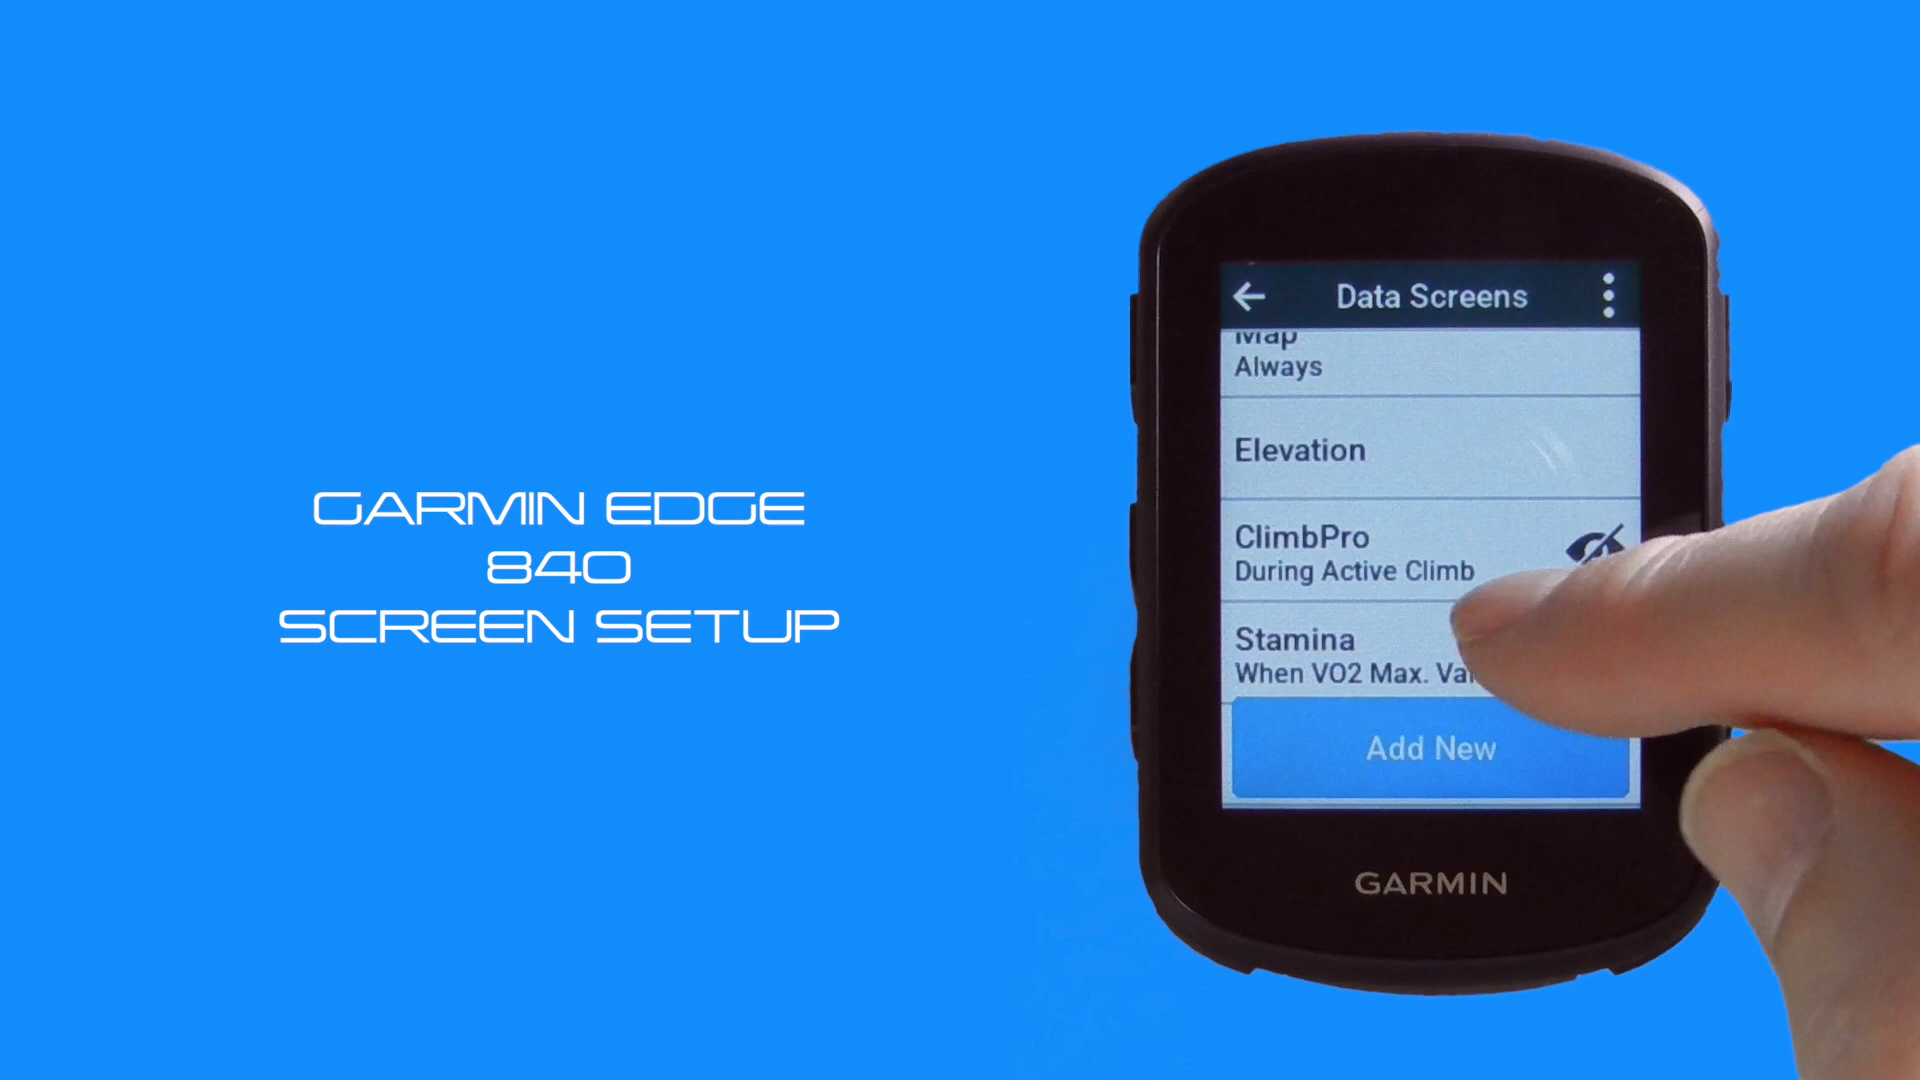 GARMIN EDGE
840
SCREEN SETUP
Data Screens
Map
Always
Elevation
ClimbPro
During Active Climb
Stamina
When VO2 Max.
Add New
GARMIN